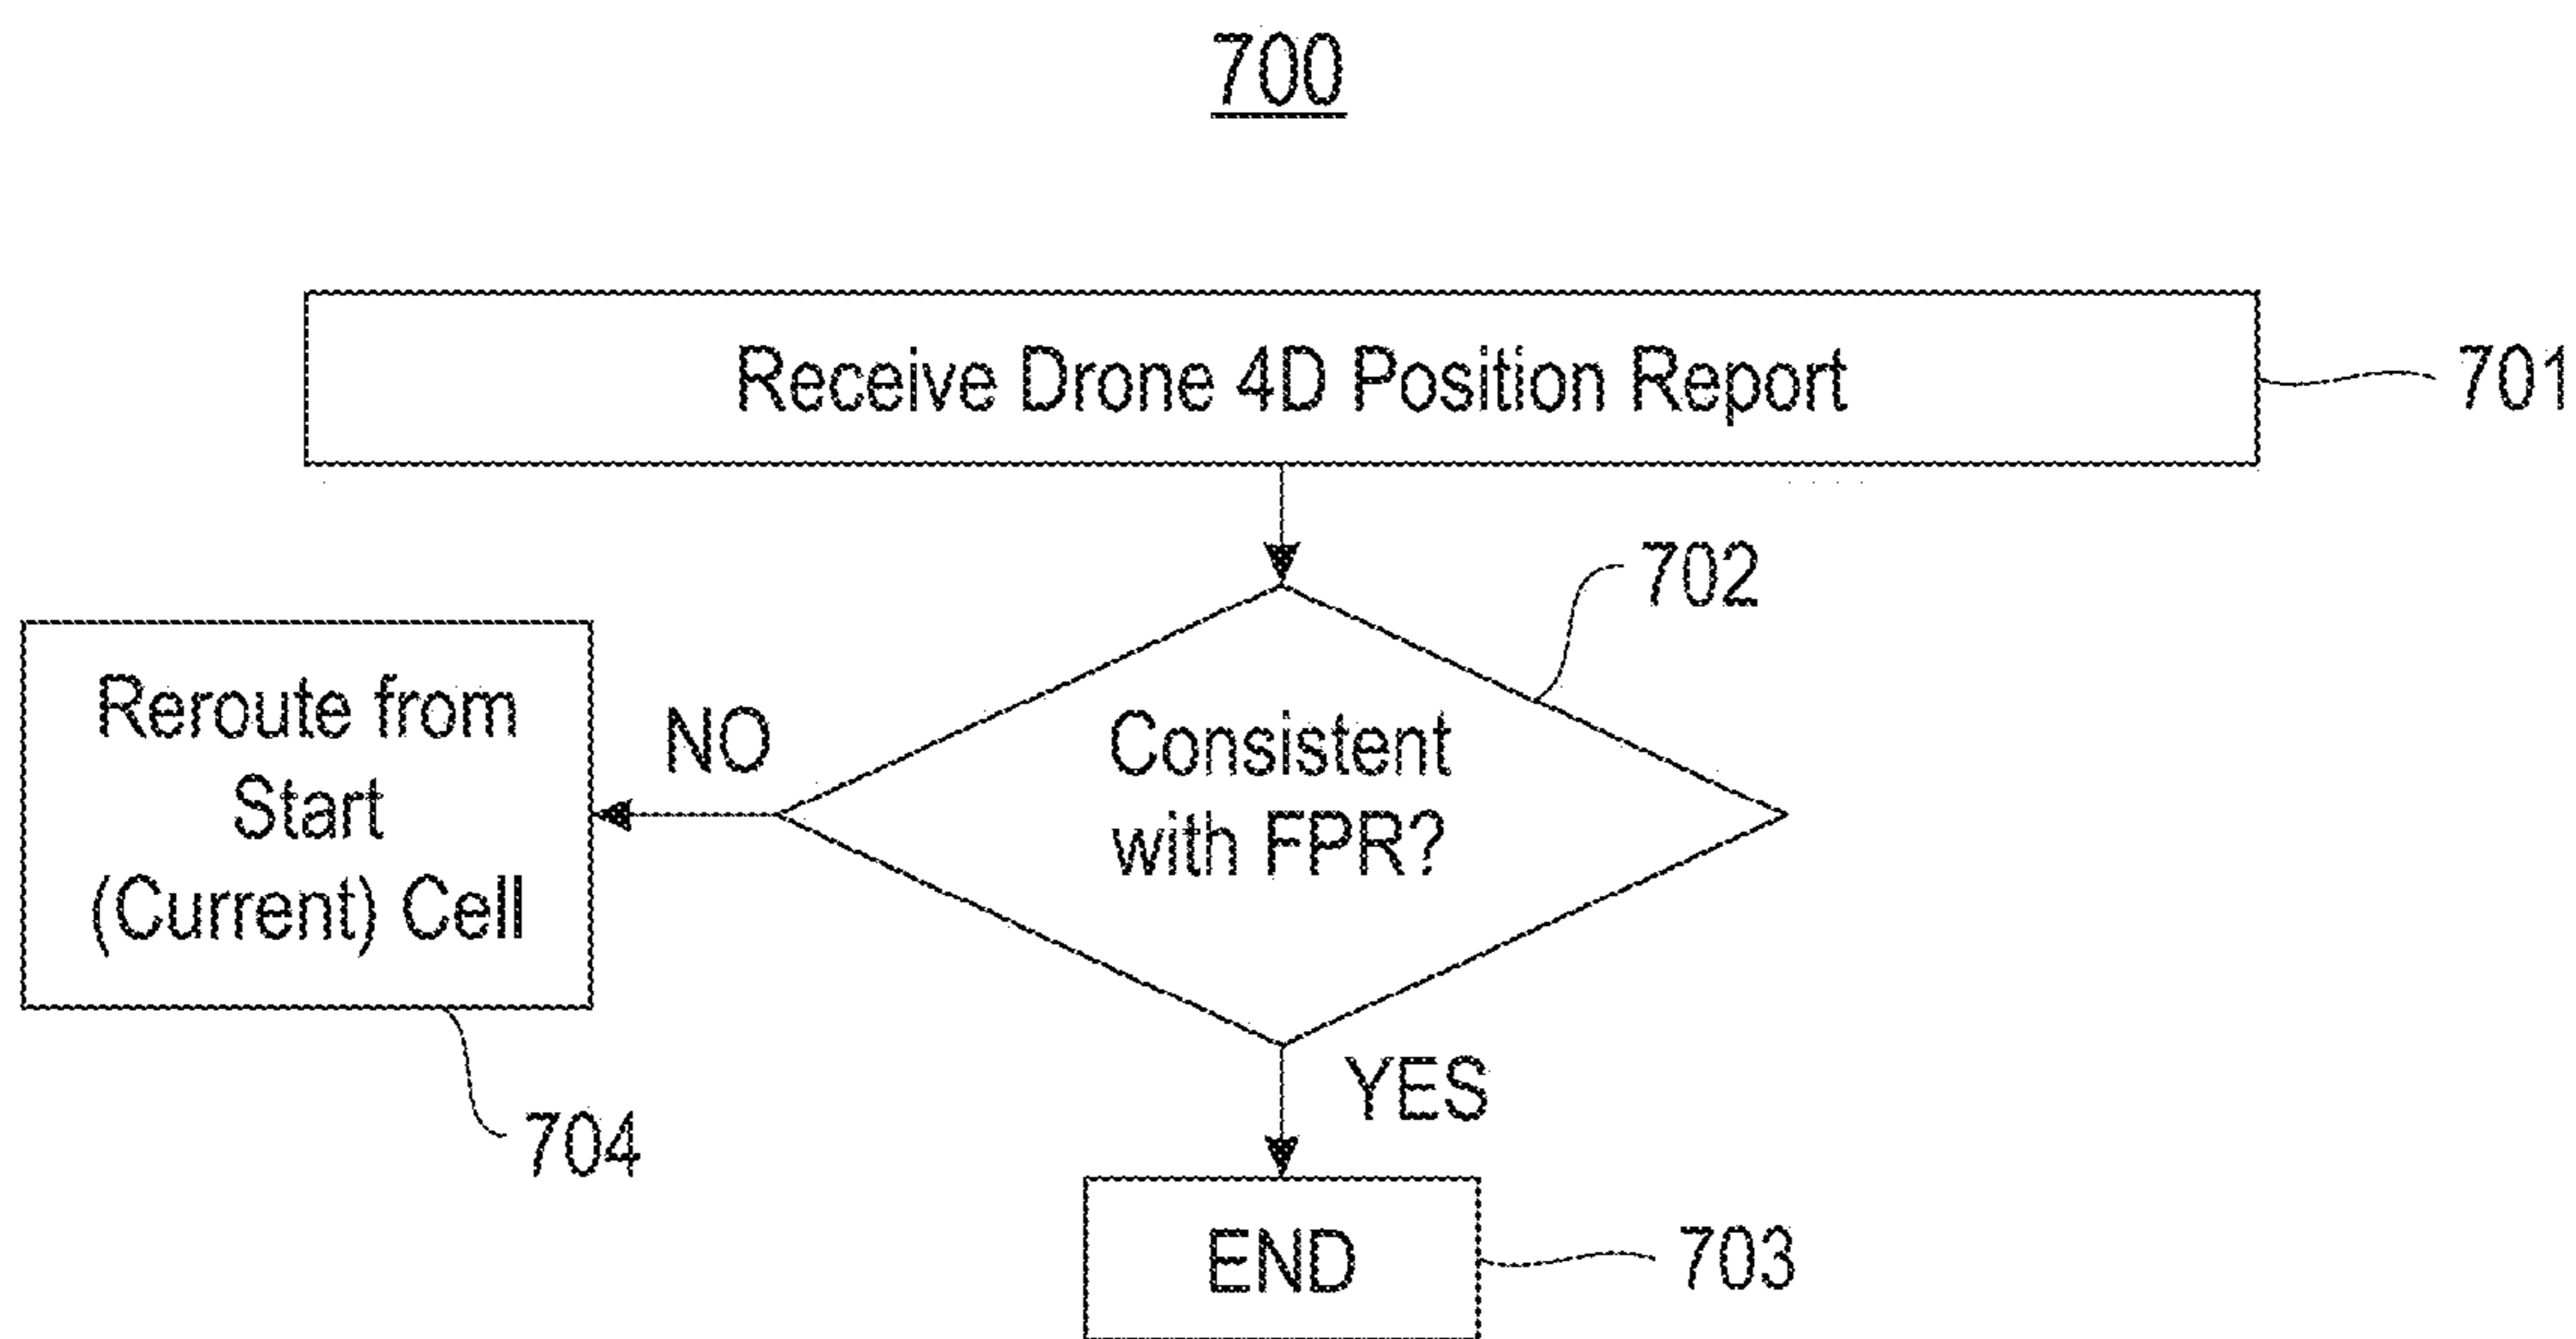 700
Receive Drone 4D Position Report
701
702
Consistent
with FPR?
NO
Reroute from
Start
(Current) Cell
704
YES
END
703